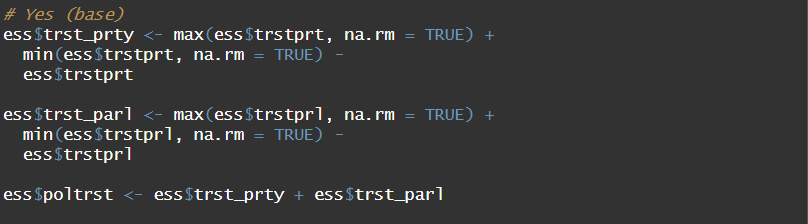 # Yes (base)
ess$trst_prty <- max(ess$trstprt, na.rm = TRUE) +
  min(ess$trstprt, na.rm = TRUE) -
  ess$trstprt
ess$trst_parl <- max(ess$trstprl, na.rm = TRUE) +
  min(ess$trstprl, na.rm = TRUE) -
  ess$trstprl
ess$poltrst <- ess$trst_prty + ess$trst_parl